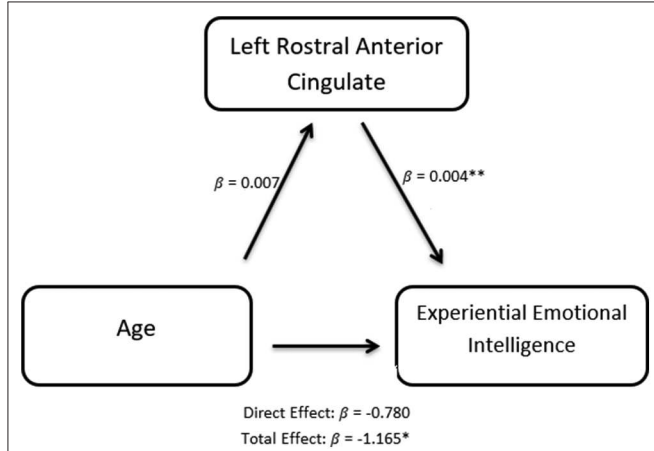 Left Rostral Anterior
Cingulate
β = 0.007
β = 0.004**
Age
Experiential Emotional
Intelligence
Direct Effect: β = -0.780
Total Effect: β = -1.165*